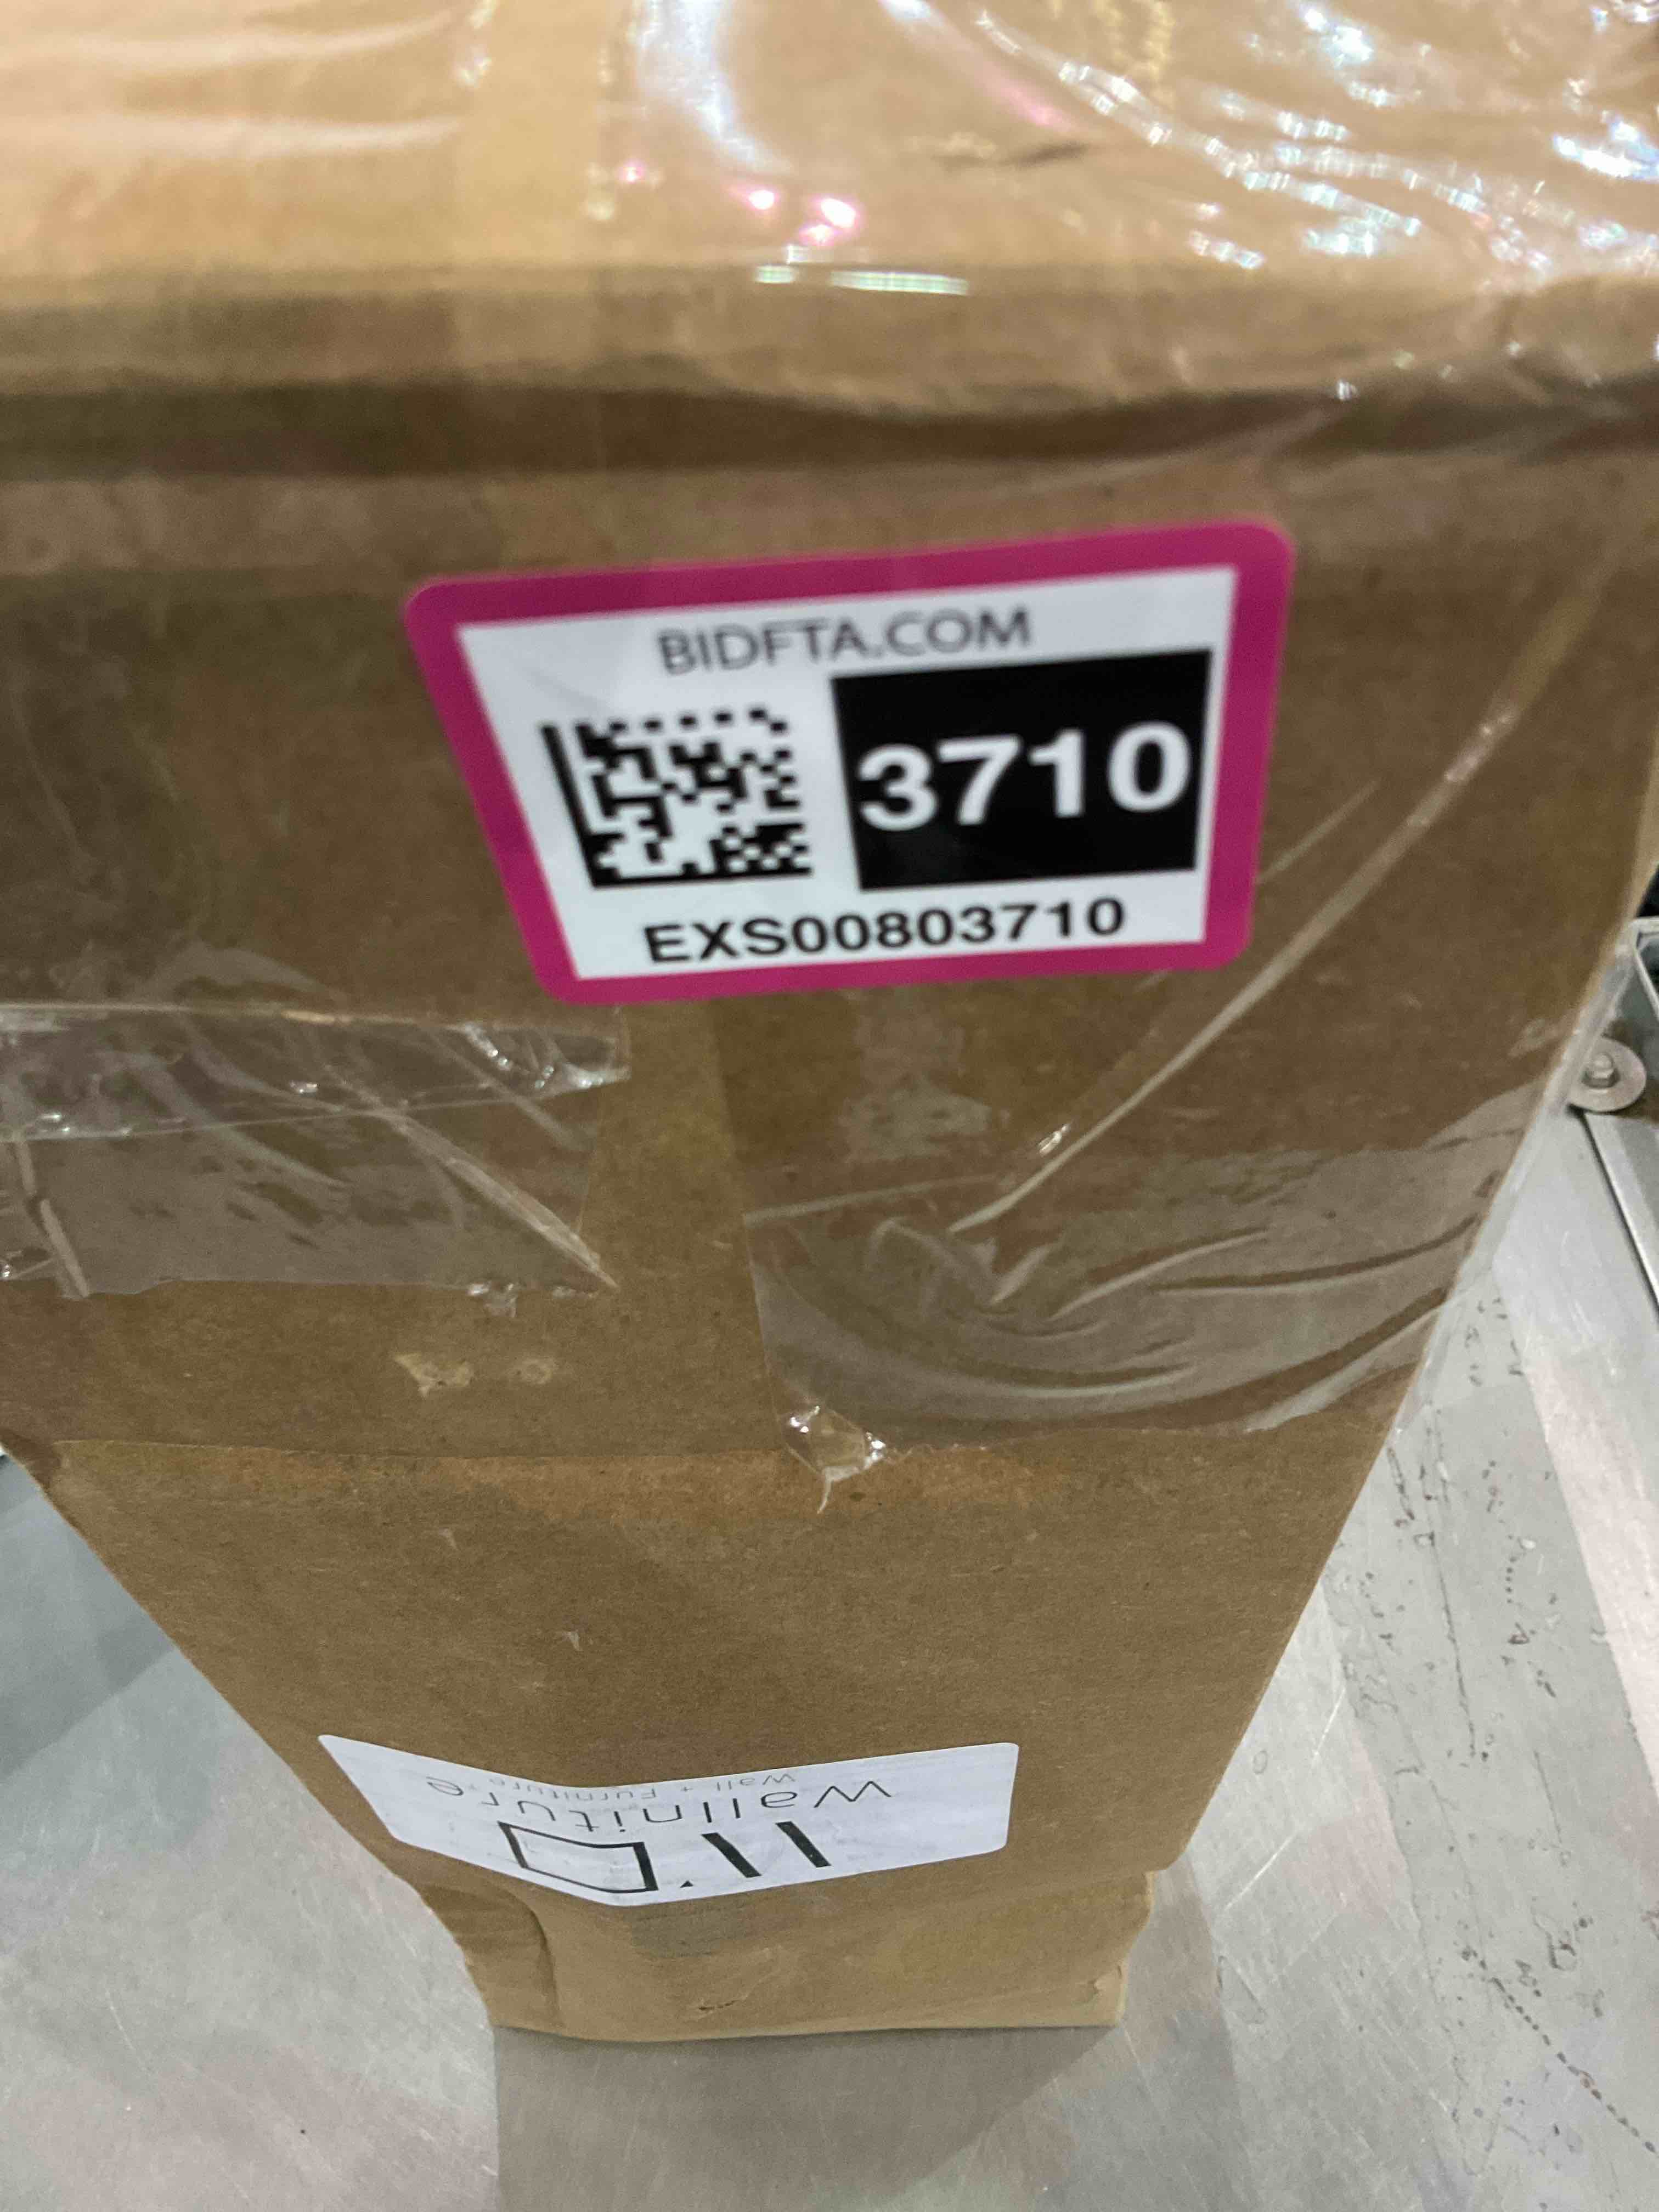 BIDFTA.COM
3710
EXS00803710
Wallniture
Wall + Furniture